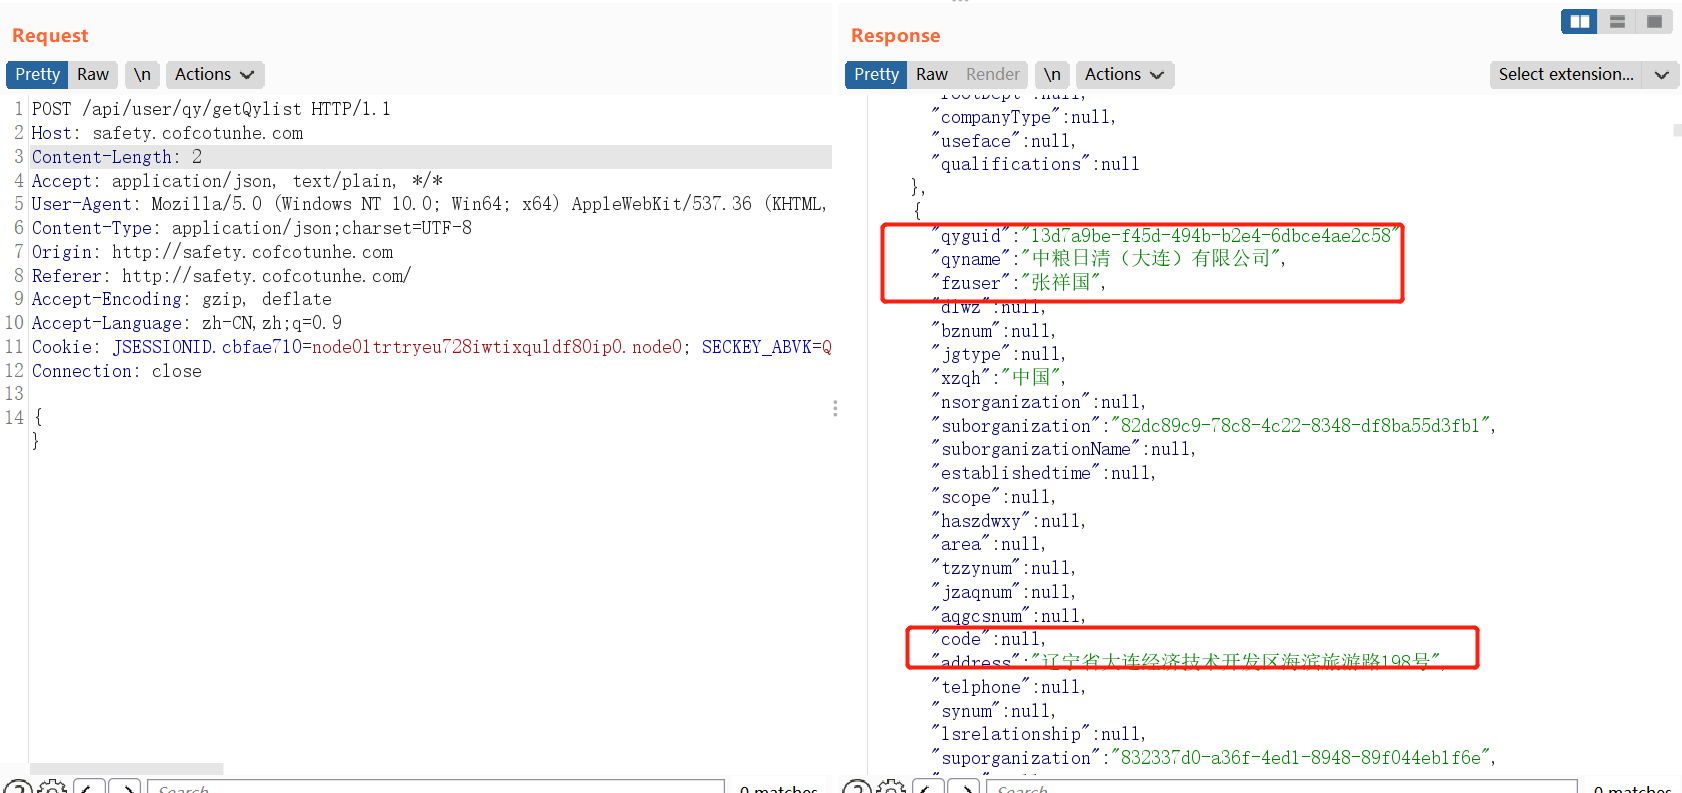 Request
Pretty Raw \n Actions
1 POST /api/user/qy/getQylist HTTP/1.1
2 Host: safety.cofcotunhe.com
3 Content-Length: 2
4 Accept: application/json, text/plain, */*
5 User-Agent: Mozilla/5.0 (Windows NT 10.0; Win64; x64) AppleWebKit/537.36 (KHTML,
6 Content-Type: application/json;charset=UTF-8
7 Origin: http://safety.cofcotunhe.com
8 Referer: http://safety.cofcotunhe.com/
9 Accept-Encoding: gzip, deflate
10 Accept-Language: zh-CN,zh;q=0.9
11 Cookie: JSESSIONID.cbfae710=node01trtryeu728iwtixquldf80ip0.node0; SECKEY_ABVK=Q
12 Connection: close
13
14 {
}
Search
0 matches
Response
Pretty Raw Render \n Actions
Select extension...
"rootDept":null,
"companyType":null,
"useface":null,
"qualifications":null
},
{
"qyguid":"13d7a9be-f45d-494b-b2e4-6dbce4ae2c58"
"qyname":"中粮日清（大连）有限公司",
"fzuser":"张祥国",
"dlwz":null,
"bznum":null,
"jgtype":null,
"xzqh":"中国",
"nsorganization":null,
"suborganization":"82dc89c9-78c8-4c22-8348-df8ba55d3fb1",
"suborganizationName":null,
"establishedtime":null,
"scope":null,
"haszdwxy":null,
"area":null,
"tzzynum":null,
"jzaqnum":null,
"aqgcsnum":null,
"code":null,
"address":"辽宁省大连经济技术开发区海滨旅游路198号",
"telphone":null,
"synum":null,
"lsrelationship":null,
"suporganization":"832337d0-a36f-4ed1-8948-89f044eb1f6e",
Search
0 matches